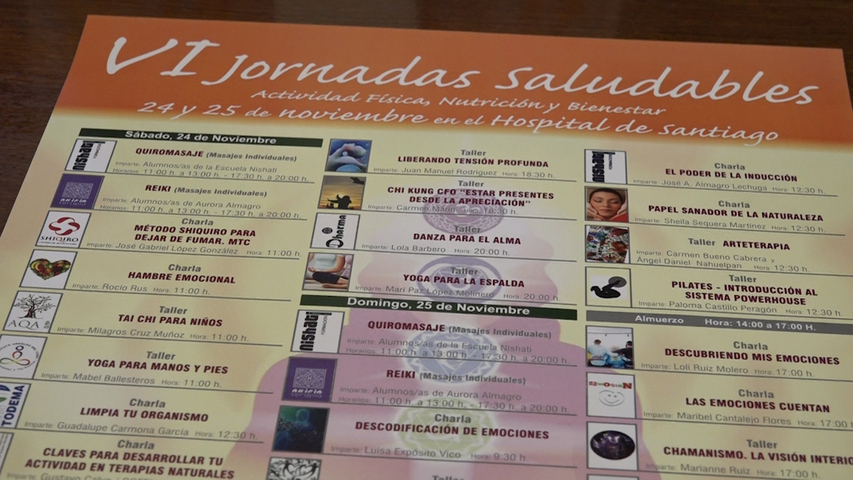 VI Jornadas Saludables
Actividad Física, Nutrición y Bienestar
24 y 25 de noviembre en el Hospital de Santiago
Sábado, 24 de Noviembre
nishati
QUIROMASAJE (Masajes Individuales)
Imparte: Alumnos/as de la Escuela Nishati
Horarios: 11:00 h. a 13:00 h. - 17:30 h. a 20:00 h.
REIKI (Masajes Individuales)
Imparte: Alumnos/as de Aurora Almagro
Horarios: 11:00 h. a 13:00 h. - 17:30 h. a 20:00 h.
SHIQIRO
Charla
MÉTODO SHIQUIRO PARA
DEJAR DE FUMAR. MTC
Imparte: José Gabriel López González Hora: 11:00 h.
Charla
HAMBRE EMOCIONAL
Imparte: Rocío Rus Hora: 11:00 h.
AQA
Taller
TAI CHI PARA NIÑOS
Imparte: Milagros Cruz Muñoz Hora: 11:00 h.
Taller
YOGA PARA MANOS Y PIES
Imparte: Mabel Ballesteros Hora: 11:00 h.
TODEMA
Charla
LIMPIA TU ORGANISMO
Imparte: Guadalupe Carmona García Hora: 12:30 h.
Charla
CLAVES PARA DESARROLLAR TU
ACTIVIDAD EN TERAPIAS NATURALES
Taller
LIBERANDO TENSIÓN PROFUNDA
Imparte: Juan Manuel Rodríguez Hora: 18:30 h.
Taller
CHI KUNG CFQ "ESTAR PRESENTES
DESDE LA APRECIACIÓN"
Dharma
Taller
DANZA PARA EL ALMA
Imparte: Lola Barbero Hora: 20:00 h.
Taller
YOGA PARA LA ESPALDA
Imparte: Mari Paz López Molinero Hora: 20:00 h.
Domingo, 25 de Noviembre
nishati
QUIROMASAJE (Masajes Individuales)
Imparte: Alumnos/as de la Escuela Nishati
Horarios: 11:00 h. a 13:00 h. - 17:30 h. a 20:00 h.
REIKI (Masajes Individuales)
Imparte: Alumnos/as de Aurora Almagro
Horarios: 11:00 h. a 13:00 h. - 17:30 h. a 20:00 h.
Charla
DESCODIFICACIÓN DE EMOCIONES
Imparte: Luisa Expósito Vico Hora: 9:30 h.
Taller
nishati
Charla
EL PODER DE LA INDUCCIÓN
Imparte: José A. Almagro Lechuga Hora: 12:30 h.
Charla
PAPEL SANADOR DE LA NATURALEZA
Imparte: Sheila Sequera Martínez Hora: 12:30 h.
Taller ARTETERAPIA
Imparte: Carmen Bueno Cabrera y
Ángel Daniel Nahuelpan Hora: 12:30 h.
Taller
PILATES - INTRODUCCIÓN AL
SISTEMA POWERHOUSE
Imparte: Paloma Castillo Peragón Hora: 12:30 h.
Almuerzo Hora: 14:00 a 17:00 H.
Charla
DESCUBRIENDO MIS EMOCIONES
Imparte: Loli Ruiz Molero Hora: 17:00 h.
Charla
LAS EMOCIONES CUENTAN
Imparte: Maribel Cantalejo Flores Hora: 17:00 h.
Taller
CHAMANISMO. LA VISIÓN INTERIO
Imparte: Marianne Ruiz Hora: 17:00 h.
Taller